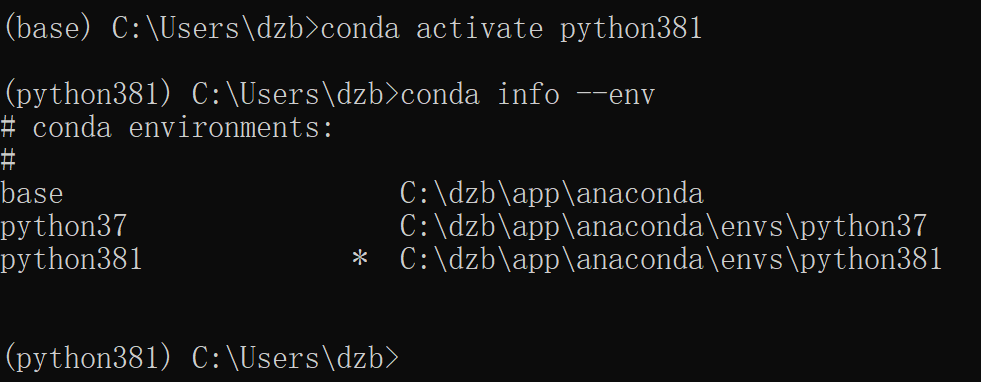 (base) C:\Users\dzb>conda activate python381
(python381) C:\Users\dzb>conda info --env
# conda environments:
#
base                     C:\dzb\app\anaconda
python37                 C:\dzb\app\anaconda\envs\python37
python381             *  C:\dzb\app\anaconda\envs\python381
(python381) C:\Users\dzb>